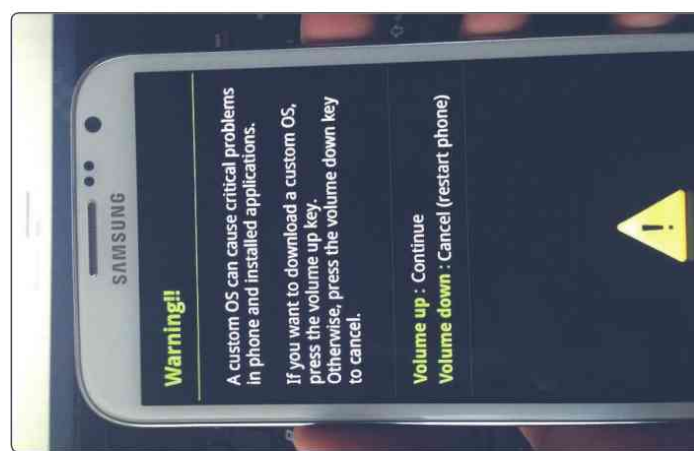 SAMSUNG
Warning!!
A custom OS can cause critical problems
in phone and installed applications.
If you want to download a custom OS,
press the volume up key.
Otherwise, press the volume down key
to cancel.
Volume up : Continue
Volume down : Cancel (restart phone)